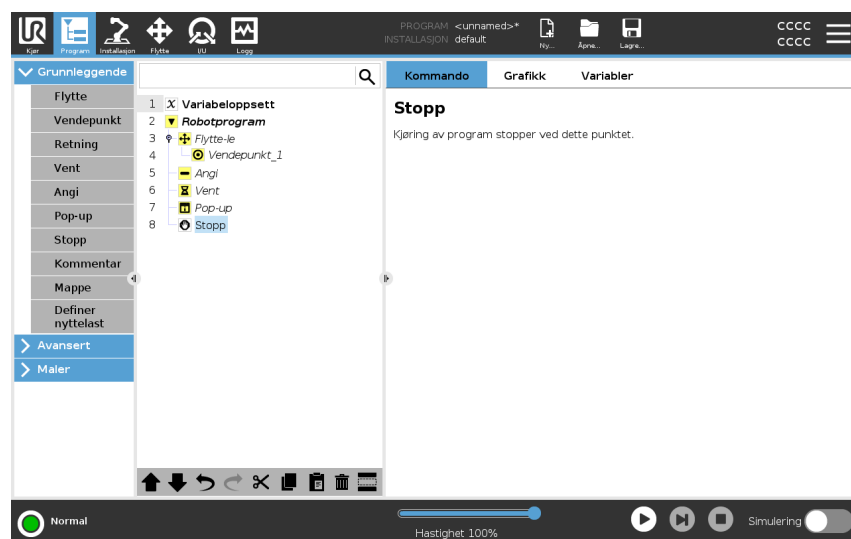 PROGRAM <unnamed>*
INSTALLASJON default
Kjør
Program
Installasjon
Flytte
I/U
Logg
Ny...
Åpne...
Lagre...
CCCC
CCCC
Grunnleggende
Flytte
Vendepunkt
Retning
Vent
Angi
Pop-up
Stopp
Kommentar
Mappe
Definer
nyttelast
Avansert
Maler
1 X Variabeloppsett
2 Robotprogram
3 Flytte-le
4 Vendepunkt_1
5 Angi
6 Vent
7 Pop-up
8 Stopp
Kommando
Grafikk
Variabler
Stopp
Kjøring av program stopper ved dette punktet.
Normal
Hastighet 100%
Simulering